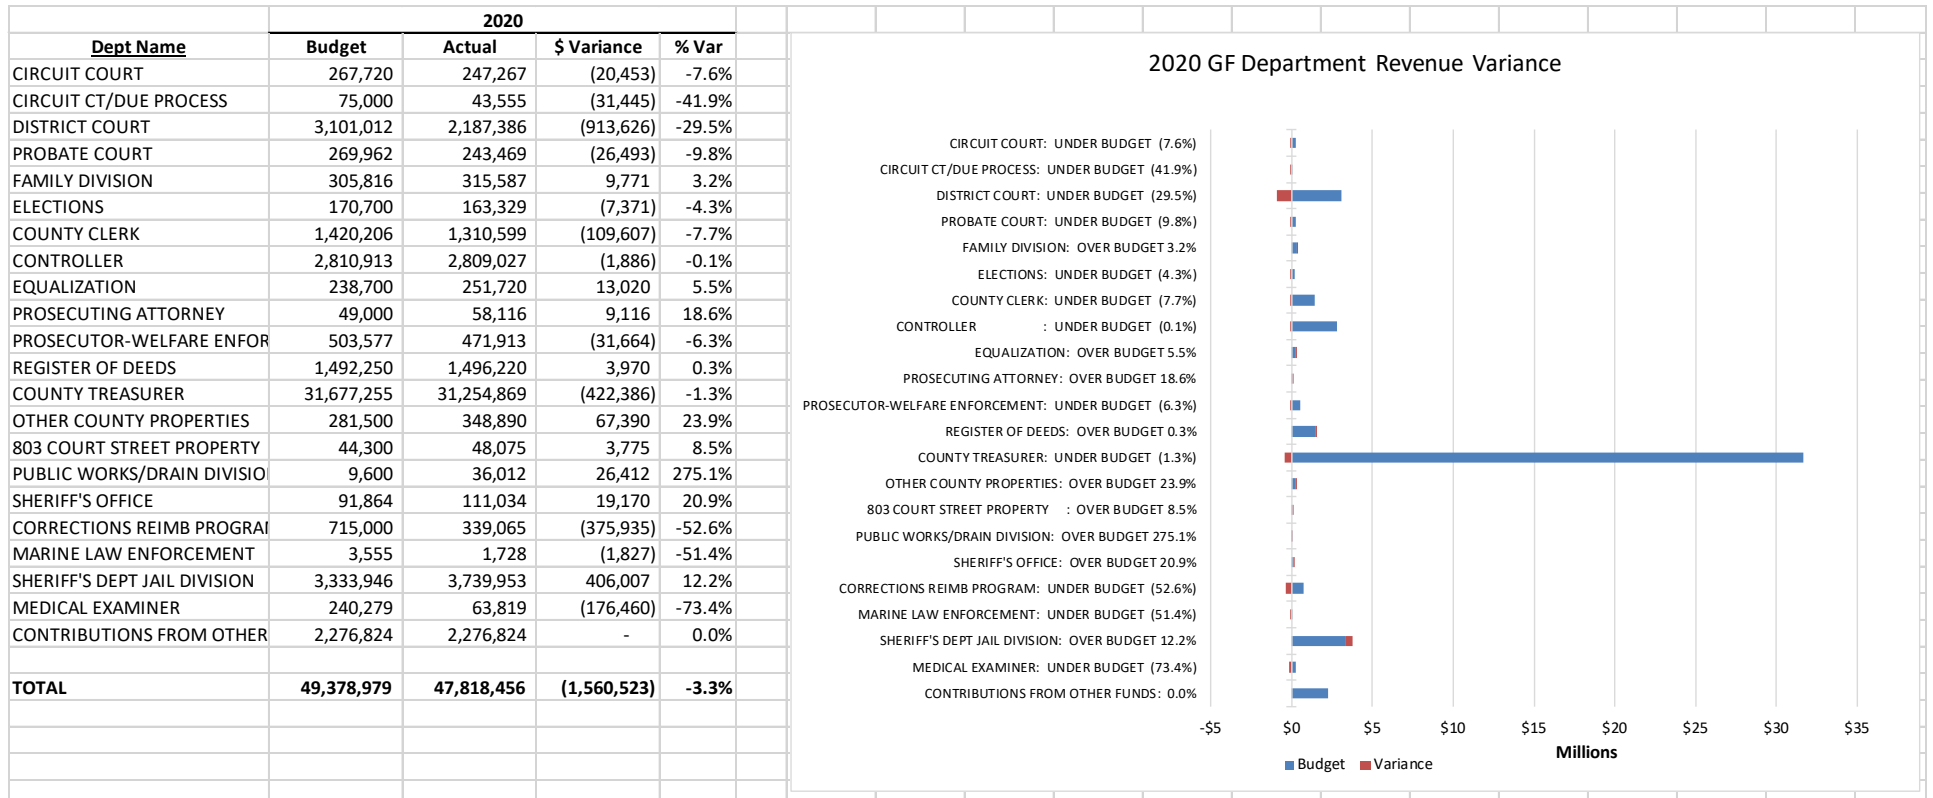 2020
Dept Name Budget Actual $ Variance % Var
CIRCUIT COURT 267,720 247,267 (20,453) -7.6%
CIRCUIT CT/DUE PROCESS 75,000 43,555 (31,445) -41.9%
DISTRICT COURT 3,101,012 2,187,386 (913,626) -29.5%
PROBATE COURT 269,962 243,469 (26,493) -9.8%
FAMILY DIVISION 305,816 315,587 9,771 3.2%
ELECTIONS 170,700 163,329 (7,371) -4.3%
COUNTY CLERK 1,420,206 1,310,599 (109,607) -7.7%
CONTROLLER 2,810,913 2,809,027 (1,886) -0.1%
EQUALIZATION 238,700 251,720 13,020 5.5%
PROSECUTING ATTORNEY 49,000 58,116 9,116 18.6%
PROSECUTOR-WELFARE ENFOR 503,577 471,913 (31,664) -6.3%
REGISTER OF DEEDS 1,492,250 1,496,220 3,970 0.3%
COUNTY TREASURER 31,677,255 31,254,869 (422,386) -1.3%
OTHER COUNTY PROPERTIES 281,500 348,890 67,390 23.9%
803 COURT STREET PROPERTY 44,300 48,075 3,775 8.5%
PUBLIC WORKS/DRAIN DIVISIO 9,600 36,012 26,412 275.1%
SHERIFF'S OFFICE 91,864 111,034 19,170 20.9%
CORRECTIONS REIMB PROGRA 715,000 339,065 (375,935) -52.6%
MARINE LAW ENFORCEMENT 3,555 1,728 (1,827) -51.4%
SHERIFF'S DEPT JAIL DIVISION 3,333,946 3,739,953 406,007 12.2%
MEDICAL EXAMINER 240,279 63,819 (176,460) -73.4%
CONTRIBUTIONS FROM OTHER 2,276,824 2,276,824 - 0.0%
TOTAL 49,378,979 47,818,456 (1,560,523) -3.3%
2020 GF Department Revenue Variance
CIRCUIT COURT: UNDER BUDGET (7.6%)
CIRCUIT CT/DUE PROCESS: UNDER BUDGET (41.9%)
DISTRICT COURT: UNDER BUDGET (29.5%)
PROBATE COURT: UNDER BUDGET (9.8%)
FAMILY DIVISION: OVER BUDGET 3.2%
ELECTIONS: UNDER BUDGET (4.3%)
COUNTY CLERK: UNDER BUDGET (7.7%)
CONTROLLER : UNDER BUDGET (0.1%)
EQUALIZATION: OVER BUDGET 5.5%
PROSECUTING ATTORNEY: OVER BUDGET 18.6%
PROSECUTOR-WELFARE ENFORCEMENT: UNDER BUDGET (6.3%)
REGISTER OF DEEDS: OVER BUDGET 0.3%
COUNTY TREASURER: UNDER BUDGET (1.3%)
OTHER COUNTY PROPERTIES: OVER BUDGET 23.9%
803 COURT STREET PROPERTY : OVER BUDGET 8.5%
PUBLIC WORKS/DRAIN DIVISION: OVER BUDGET 275.1%
SHERIFF'S OFFICE: OVER BUDGET 20.9%
CORRECTIONS REIMB PROGRAM: UNDER BUDGET (52.6%)
MARINE LAW ENFORCEMENT: UNDER BUDGET (51.4%)
SHERIFF'S DEPT JAIL DIVISION: OVER BUDGET 12.2%
MEDICAL EXAMINER: UNDER BUDGET (73.4%)
CONTRIBUTIONS FROM OTHER FUNDS: 0.0%
-$5 $0 $5 $10 $15 $20 $25 $30 $35
Millions
Budget Variance